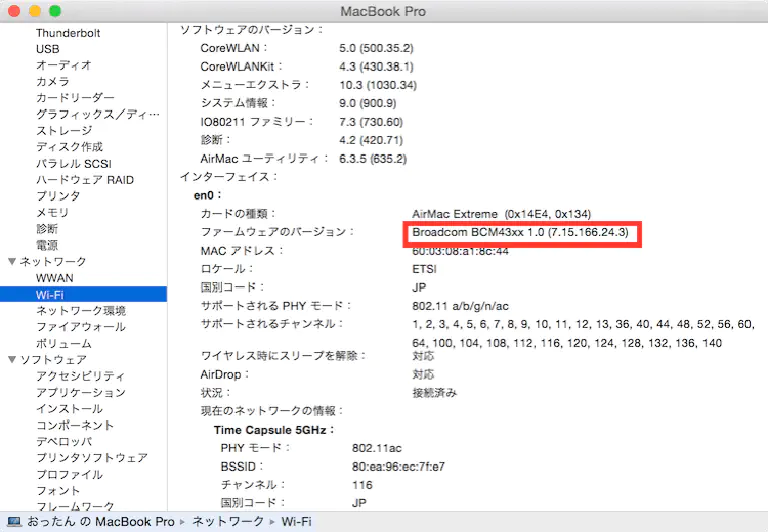 MacBook Pro
Thunderbolt
USB
オーディオ
カメラ
カードリーダー
グラフィックス／ディ…
ストレージ
ディスク作成
パラレル SCSI
ハードウェア RAID
プリンタ
メモリ
診断
電源
▼ネットワーク
WWAN
Wi-Fi
ネットワーク環境
ファイアウォール
ボリューム
▼ソフトウェア
アクセシビリティ
アプリケーション
インストール
コンポーネント
デベロッパ
プリンタソフトウェア
プロファイル
フォント
フレームワーク
ソフトウェアのバージョン：
CoreWLAN： 5.0 (500.35.2)
CoreWLANKit： 4.3 (430.38.1)
メニューエクストラ： 10.3 (1030.34)
システム情報： 9.0 (900.9)
IO80211 ファミリー： 7.3 (730.60)
診断： 4.2 (420.71)
AirMac ユーティリティ： 6.3.5 (635.2)
インターフェイス：
en0：
カードの種類： AirMac Extreme (0x14E4, 0x134)
ファームウェアのバージョン： Broadcom BCM43xx 1.0 (7.15.166.24.3)
MAC アドレス： 60:03:08:a1:8c:44
ロケール： ETSI
国別コード： JP
サポートされる PHY モード： 802.11 a/b/g/n/ac
サポートされるチャンネル： 1, 2, 3, 4, 5, 6, 7, 8, 9, 10, 11, 12, 13, 36, 40, 44, 48, 52, 56, 60,
64, 100, 104, 108, 112, 116, 120, 124, 128, 132, 136, 140
ワイヤレス時にスリープを解除： 対応
AirDrop： 対応
状況： 接続済み
現在のネットワークの情報：
Time Capsule 5GHz：
PHY モード： 802.11ac
BSSID： 80:ea:96:ec:7f:e7
チャンネル： 116
国別コード： JP
おったん の MacBook Pro ▸ ネットワーク ▸ Wi-Fi